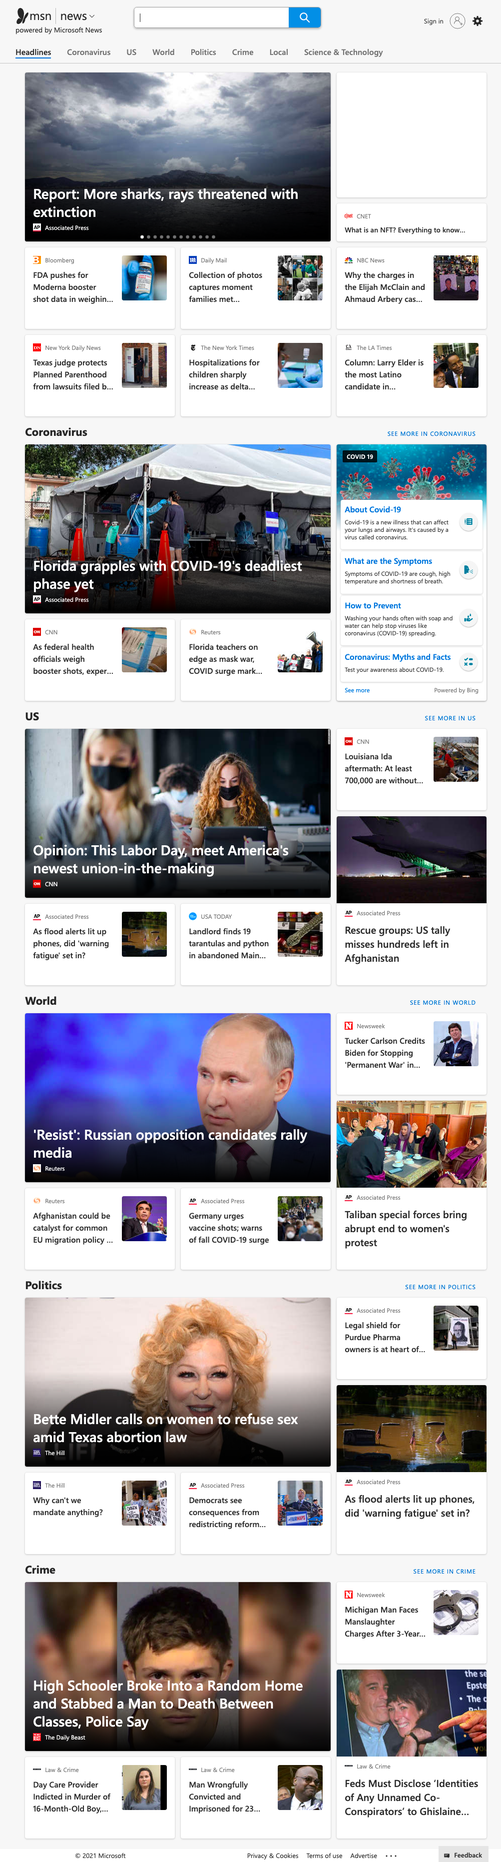 msn news
powered by Microsoft News
Sign in
Headlines Coronavirus US World Politics Crime Local Science & Technology
Report: More sharks, rays threatened with
extinction
AP Associated Press
CNET
What is an NFT? Everything to know...
Bloomberg
FDA pushes for
Moderna booster
shot data in weighin...
Daily Mail
Collection of photos
captures moment
families met...
NBC News
Why the charges in
the Elijah McClain and
Ahmaud Arbery cas...
New York Daily News
Texas judge protects
Planned Parenthood
from lawsuits filed b...
The New York Times
Hospitalizations for
children sharply
increase as delta...
The LA Times
Column: Larry Elder is
the most Latino
candidate in...
Coronavirus
SEE MORE IN CORONAVIRUS
Florida grapples with COVID-19's deadliest
phase yet
AP Associated Press
COVID 19
About Covid-19
Covid-19 is a new illness that can affect
your lungs and airways. It's caused by a
virus called coronavirus.
What are the Symptoms
Symptoms of COVID-19 are cough, high
temperature and shortness of breath.
How to Prevent
Washing your hands often with soap and
water can help stop viruses like
coronavirus (COVID-19) spreading.
Coronavirus: Myths and Facts
Test your awareness about COVID-19.
See more
Powered by Bing
CNN
As federal health
officials weigh
booster shots, exper...
Reuters
Florida teachers on
edge as mask war,
COVID surge mark...
US
SEE MORE IN US
Opinion: This Labor Day, meet America's
newest union-in-the-making
CNN
CNN
Louisiana Ida
aftermath: At least
700,000 are without...
AP Associated Press
As flood alerts lit up
phones, did 'warning
fatigue' set in?
USA TODAY
Landlord finds 19
tarantulas and python
in abandoned Main...
AP Associated Press
Rescue groups: US tally
misses hundreds left in
Afghanistan
World
SEE MORE IN WORLD
'Resist': Russian opposition candidates rally
media
Reuters
Newsweek
Tucker Carlson Credits
Biden for Stopping
'Permanent War' in...
Reuters
Afghanistan could be
catalyst for common
EU migration policy ...
AP Associated Press
Germany urges
vaccine shots; warns
of fall COVID-19 surge
AP Associated Press
Taliban special forces bring
abrupt end to women's
protest
Politics
SEE MORE IN POLITICS
Bette Midler calls on women to refuse sex
amid Texas abortion law
The Hill
AP Associated Press
Legal shield for
Purdue Pharma
owners is at heart of...
The Hill
Why can't we
mandate anything?
AP Associated Press
Democrats see
consequences from
redistricting reform...
AP Associated Press
As flood alerts lit up phones,
did 'warning fatigue' set in?
Crime
SEE MORE IN CRIME
High Schooler Broke Into a Random Home
and Stabbed a Man to Death Between
Classes, Police Say
The Daily Beast
Newsweek
Michigan Man Faces
Manslaughter
Charges After 3-Year...
Law & Crime
Day Care Provider
Indicted in Murder of
16-Month-Old Boy,...
Law & Crime
Man Wrongfully
Convicted and
Imprisoned for 23...
the se
Epste
• The c
Law & Crime
Feds Must Disclose 'Identities
of Any Unnamed Co-
Conspirators' to Ghislaine...
© 2021 Microsoft
Privacy & Cookies Terms of use Advertise
Feedback